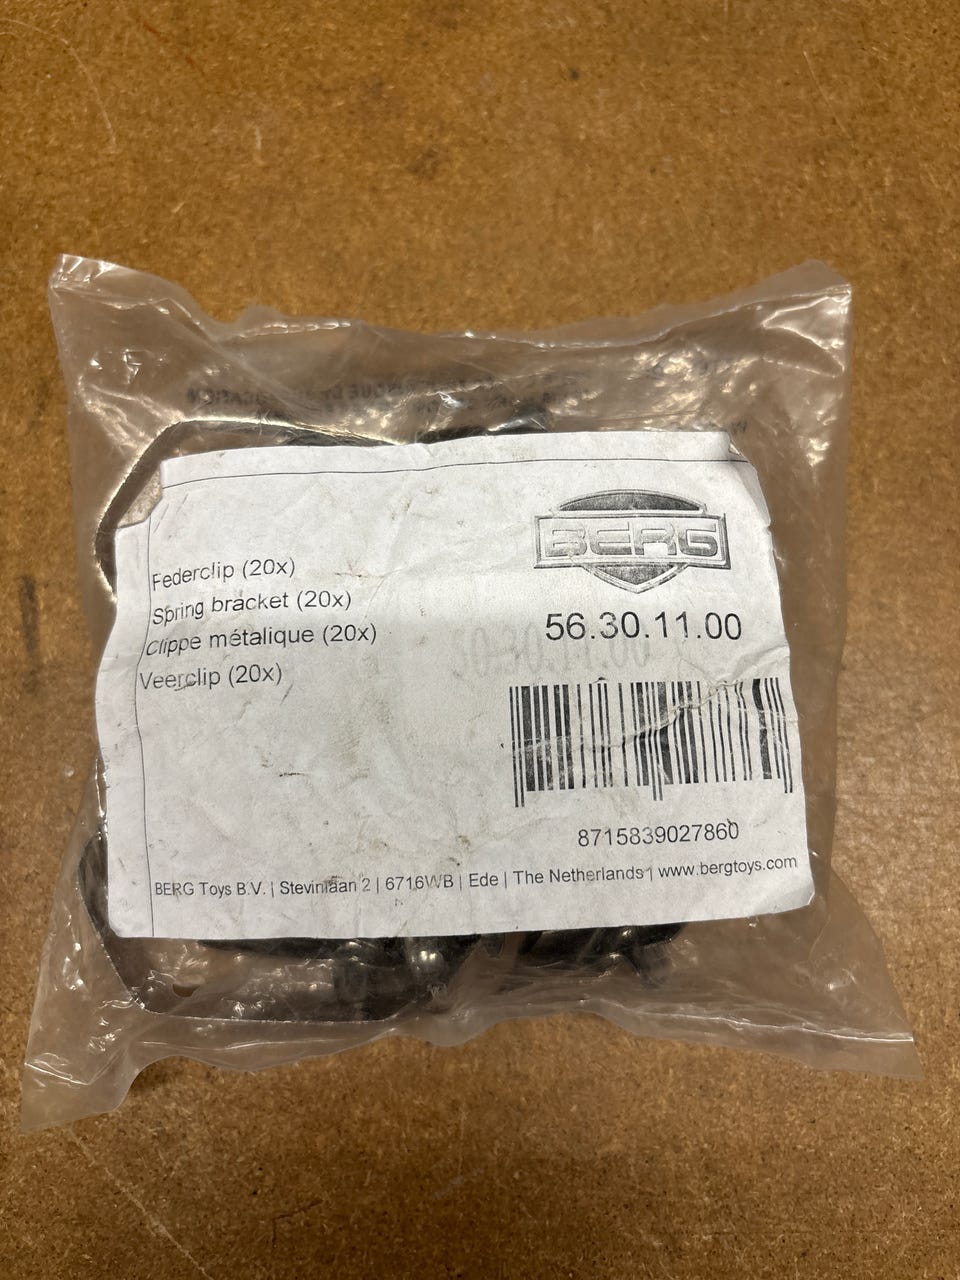 BERG
Federclip (20x)
Spring bracket (20x)
Clippe métalique (20x)
Veerclip (20x)
56.30.11.00
8715839027860
BERG Toys B.V. | Stevinlaan 2 | 6716WB | Ede | The Netherlands | www.bergtoys.com